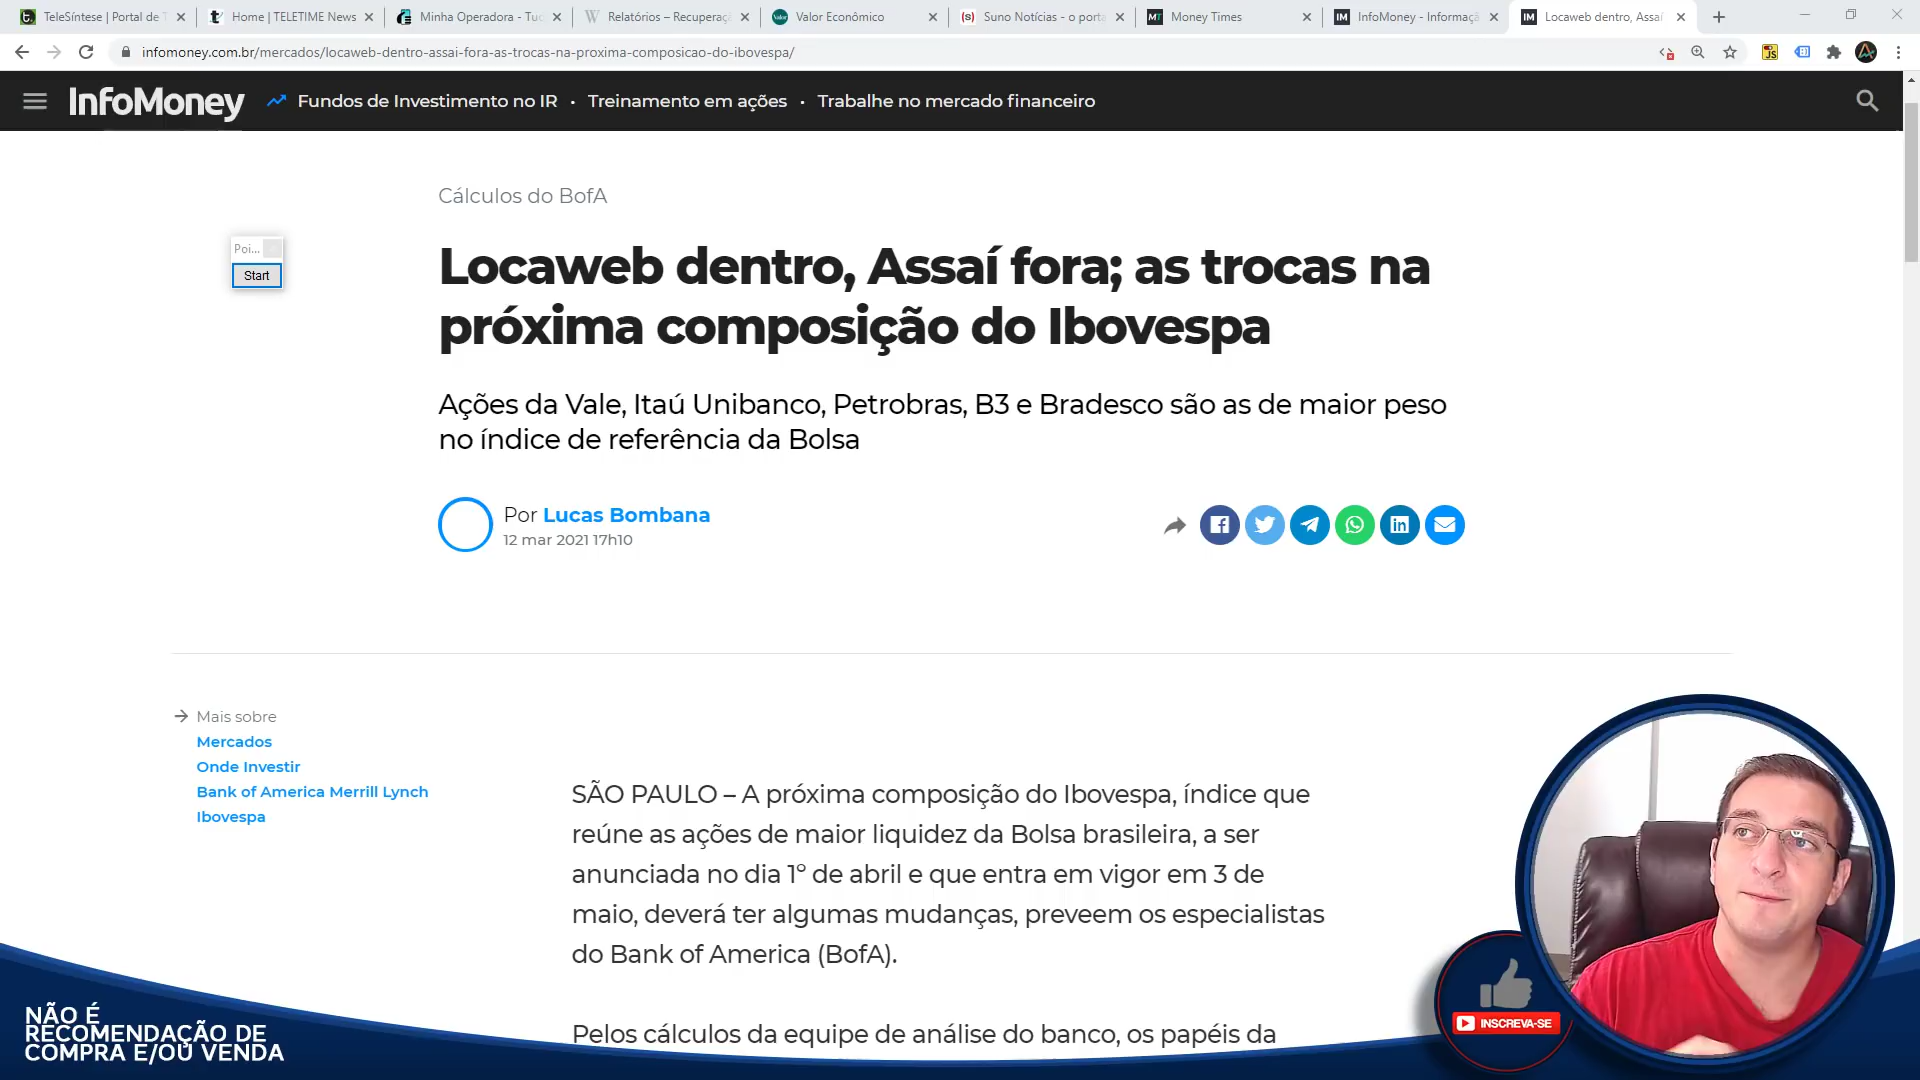 TeleSíntese | Portal de T
Home | TELETIME News
Minha Operadora - Tud
Relatórios – Recuperaçã
Valor Econômico
Suno Notícias - o porta
Money Times
InfoMoney - Informaçã
Locaweb dentro, Assaí
infomoney.com.br/mercados/locaweb-dentro-assai-fora-as-trocas-na-proxima-composicao-do-ibovespa/
InfoMoney
Fundos de Investimento no IR • Treinamento em ações • Trabalhe no mercado financeiro
Cálculos do BofA
Poi...
Start
Locaweb dentro, Assaí fora; as trocas na
próxima composição do Ibovespa
Ações da Vale, Itaú Unibanco, Petrobras, B3 e Bradesco são as de maior peso
no índice de referência da Bolsa
Por Lucas Bombana
12 mar 2021 17h10
Mais sobre
Mercados
Onde Investir
Bank of America Merrill Lynch
Ibovespa
SÃO PAULO – A próxima composição do Ibovespa, índice que
reúne as ações de maior liquidez da Bolsa brasileira, a ser
anunciada no dia 1º de abril e que entra em vigor em 3 de
maio, deverá ter algumas mudanças, preveem os especialistas
do Bank of America (BofA).
Pelos cálculos da equipe de análise do banco, os papéis da
NÃO É
RECOMENDAÇÃO DE
COMPRA E/OU VENDA
INSCREVA-SE